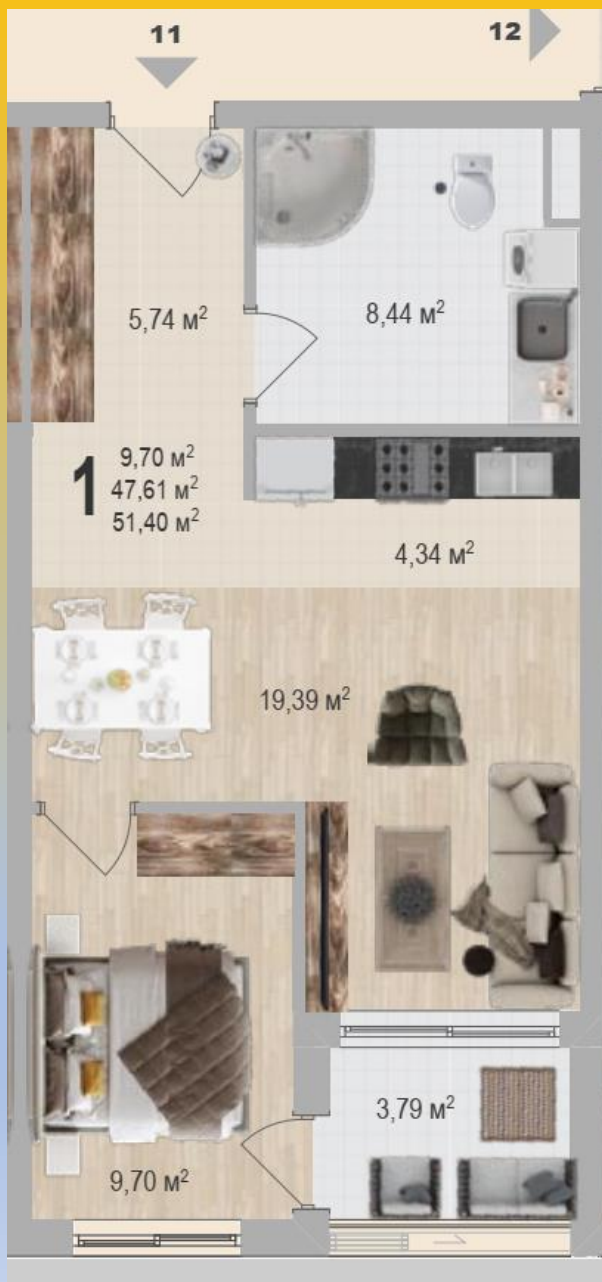 11
12
5,74 м²
8,44 м²
1
9,70 м²
47,61 м²
51,40 м²
4,34 м²
19,39 м²
3,79 м²
9,70 м²